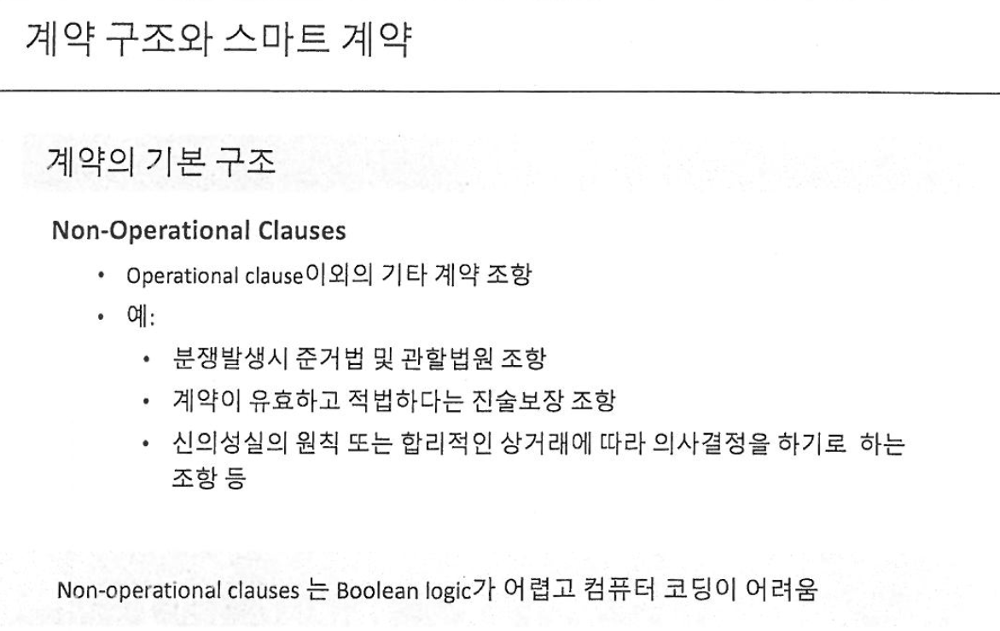 계약 구조와 스마트 계약
계약의 기본 구조
Non-Operational Clauses
• Operational clause이외의 기타 계약 조항
• 예:
• 분쟁발생시 준거법 및 관할법원 조항
• 계약이 유효하고 적법하다는 진술보장 조항
• 신의성실의 원칙 또는 합리적인 상거래에 따라 의사결정을 하기로 하는
조항 등
Non-operational clauses 는 Boolean logic가 어렵고 컴퓨터 코딩이 어려움